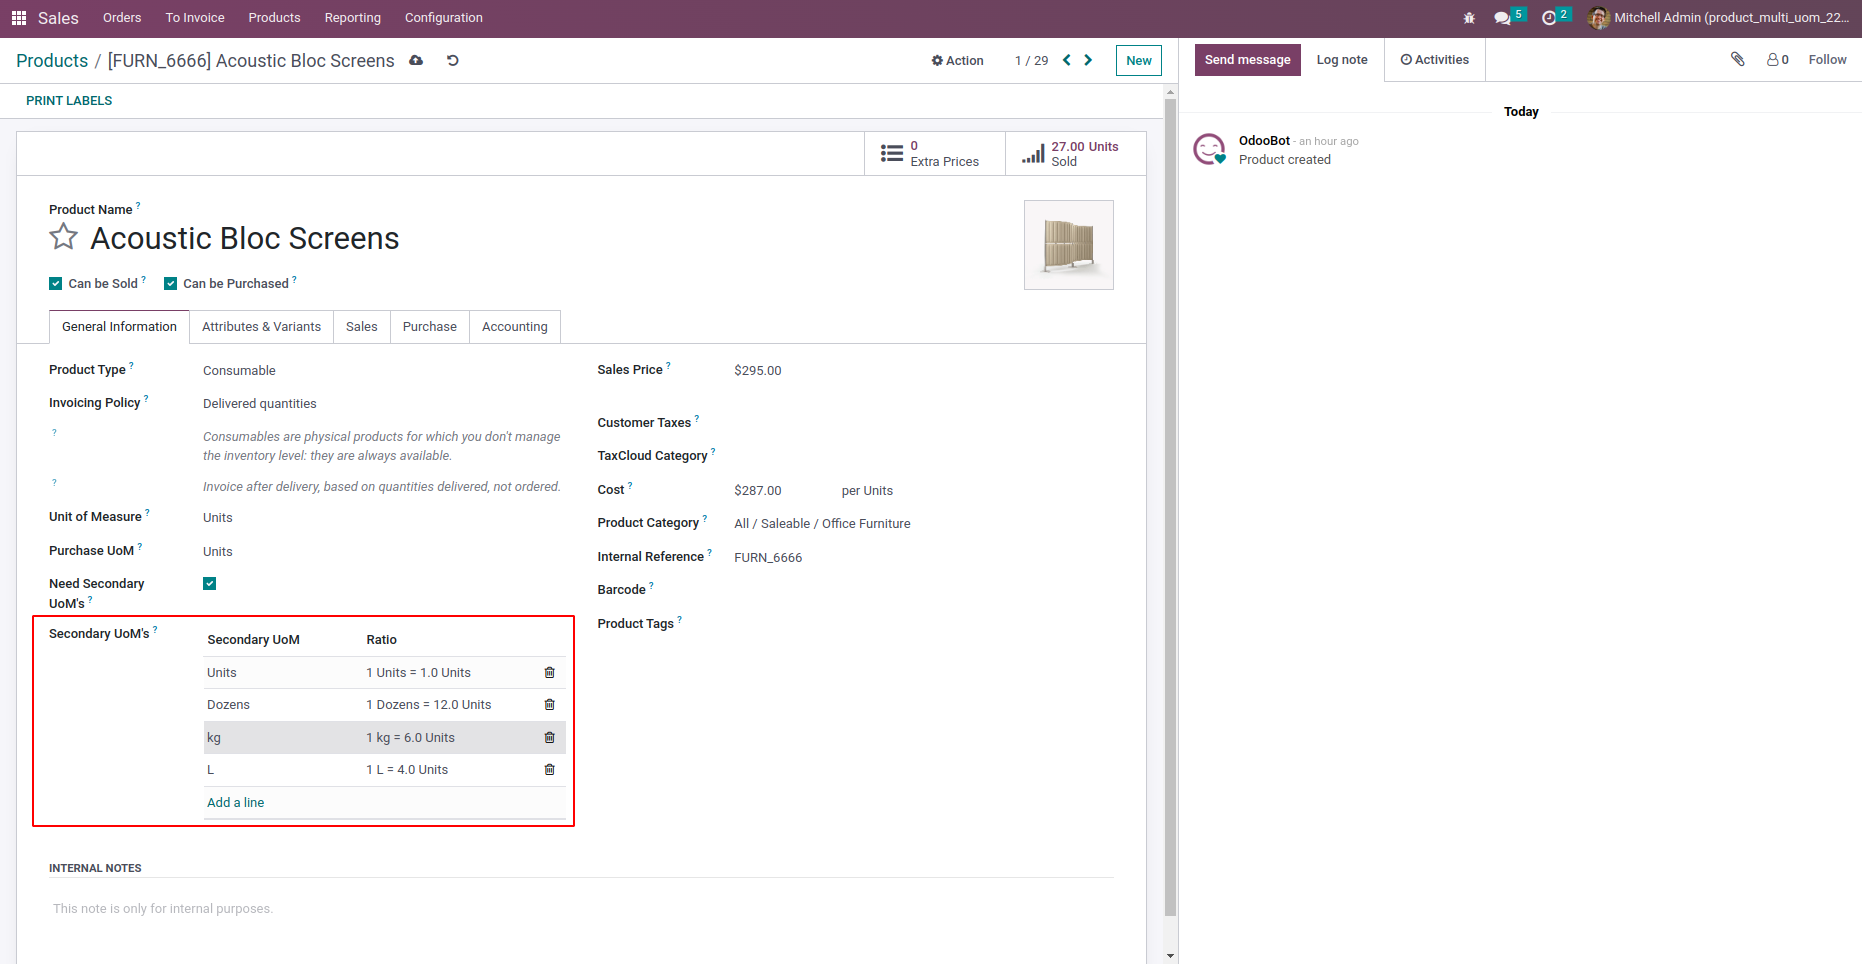 Sales Orders To Invoice Products Reporting Configuration 5 2 Mitchell Admin (product_multi_uom_22...
Products / [FURN_6666] Acoustic Bloc Screens Action 1 / 29 New
Send message Log note Activities 0 Follow
PRINT LABELS
Today
OdooBot - an hour ago
Product created
0
Extra Prices
27.00 Units
Sold
Product Name ?
Acoustic Bloc Screens
Can be Sold ? Can be Purchased ?
General Information Attributes & Variants Sales Purchase Accounting
Product Type ? Consumable
Invoicing Policy ? Delivered quantities
? Consumables are physical products for which you don't manage
the inventory level: they are always available.
? Invoice after delivery, based on quantities delivered, not ordered.
Unit of Measure ? Units
Purchase UoM ? Units
Need Secondary
UoM's ?
Secondary UoM's ? Secondary UoM Ratio
Units 1 Units = 1.0 Units
Dozens 1 Dozens = 12.0 Units
kg 1 kg = 6.0 Units
L 1 L = 4.0 Units
Add a line
Sales Price ? $295.00
Customer Taxes ?
TaxCloud Category ?
Cost ? $287.00 per Units
Product Category ? All / Saleable / Office Furniture
Internal Reference ? FURN_6666
Barcode ?
Product Tags ?
INTERNAL NOTES
This note is only for internal purposes.